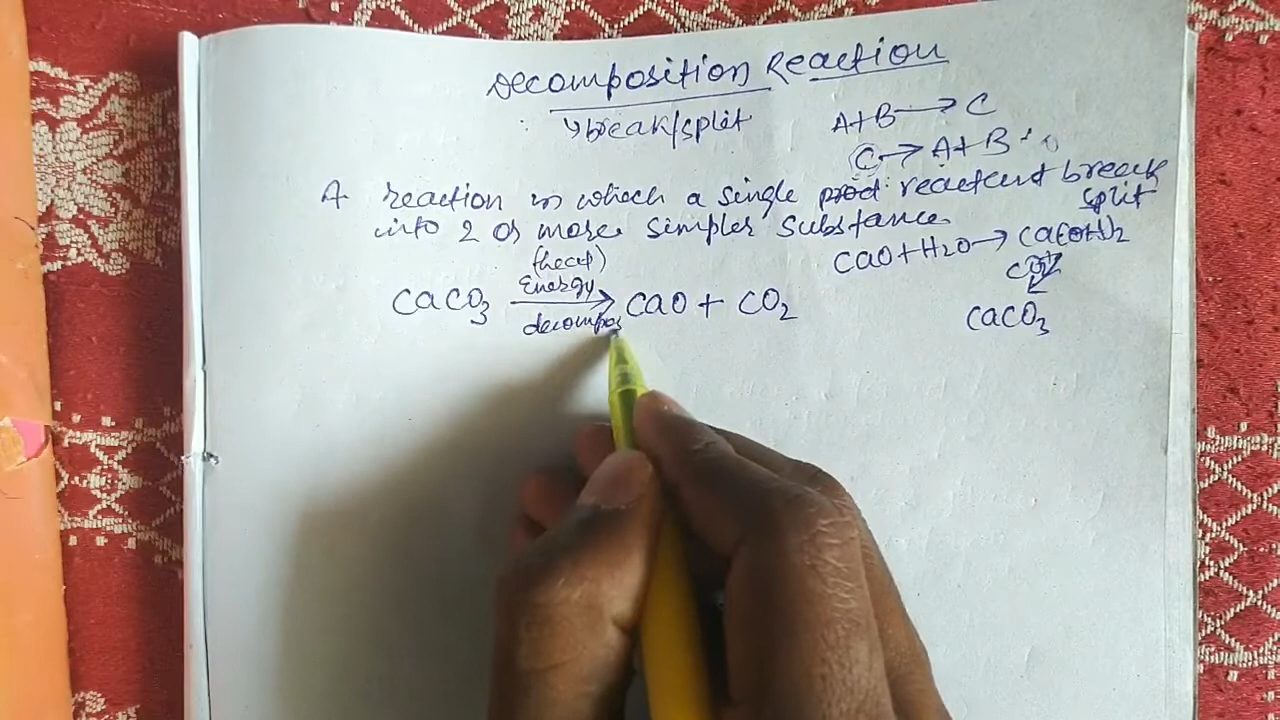 Decomposition Reaction
↳break/split
A+B → C
C → A+B
A reaction in which a single prod reactant break
split
into 2 or more simpler substance
CaO+H2O → Ca(OH)2
CO2
CaCO3
(heat)
Energy
CaCO3 → CaO + CO2
decompos